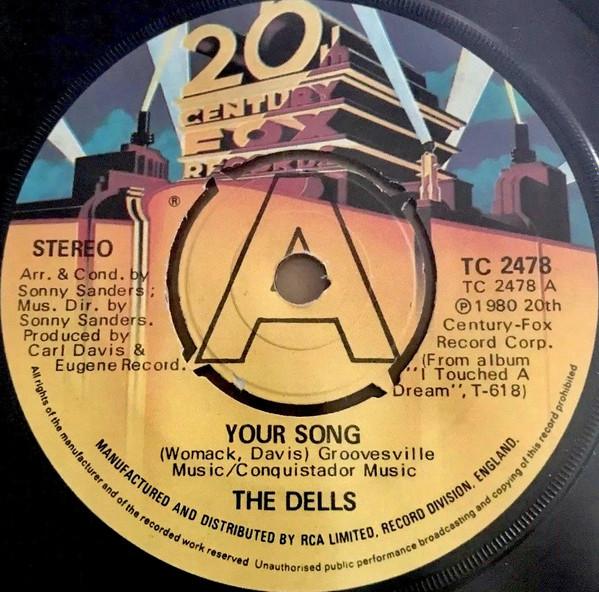 20th
CENTURY
FOX
RECORDS
®
A
STEREO
Arr. & Cond. by
Sonny Sanders;
Mus. Dir. by
Sonny Sanders.
Produced by
Carl Davis &
Eugene Record.
TC 2478
TC 2478 A
Ⓟ 1980 20th
Century-Fox
Record Corp.
(From album
"I Touched A
Dream", T-618)
YOUR SONG
(Womack, Davis) Groovesville
Music/Conquistador Music
THE DELLS
MANUFACTURED AND DISTRIBUTED BY RCA LIMITED, RECORD DIVISION, ENGLAND.
All rights of the manufacturer and of the recorded work reserved Unauthorised public performance broadcasting and copying of this record prohibited